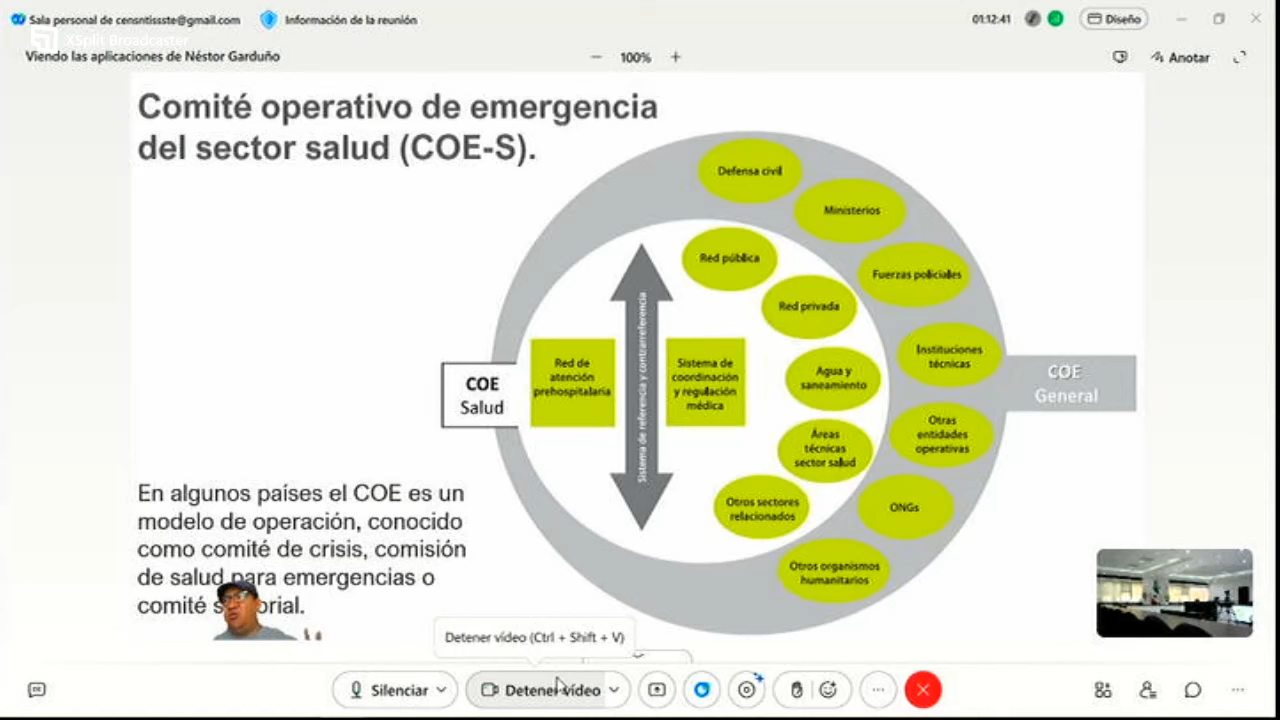 Sala personal de censntissste@gmail.com
Información de la reunión
01:12:41
Diseño
XSplit Broadcaster
Viendo las aplicaciones de Néstor Garduño
100%
Anotar
Comité operativo de emergencia
del sector salud (COE-S).
Defensa civil
Ministerios
Red pública
Fuerzas policiales
Red privada
Instituciones
técnicas
Agua y
saneamiento
Otras
entidades
operativas
Áreas
técnicas
sector salud
Otros sectores
relacionados
ONGs
Otros organismos
humanitarios
COE
Salud
Red de
atención
prehospitalaria
Sistema de referencia y contrarreferencia
Sistema de
coordinación
y regulación
médica
COE
General
En algunos países el COE es un
modelo de operación, conocido
como comité de crisis, comisión
de salud para emergencias o
comité s orial.
Detener vídeo (Ctrl + Shift + V)
Silenciar
Detener vídeo